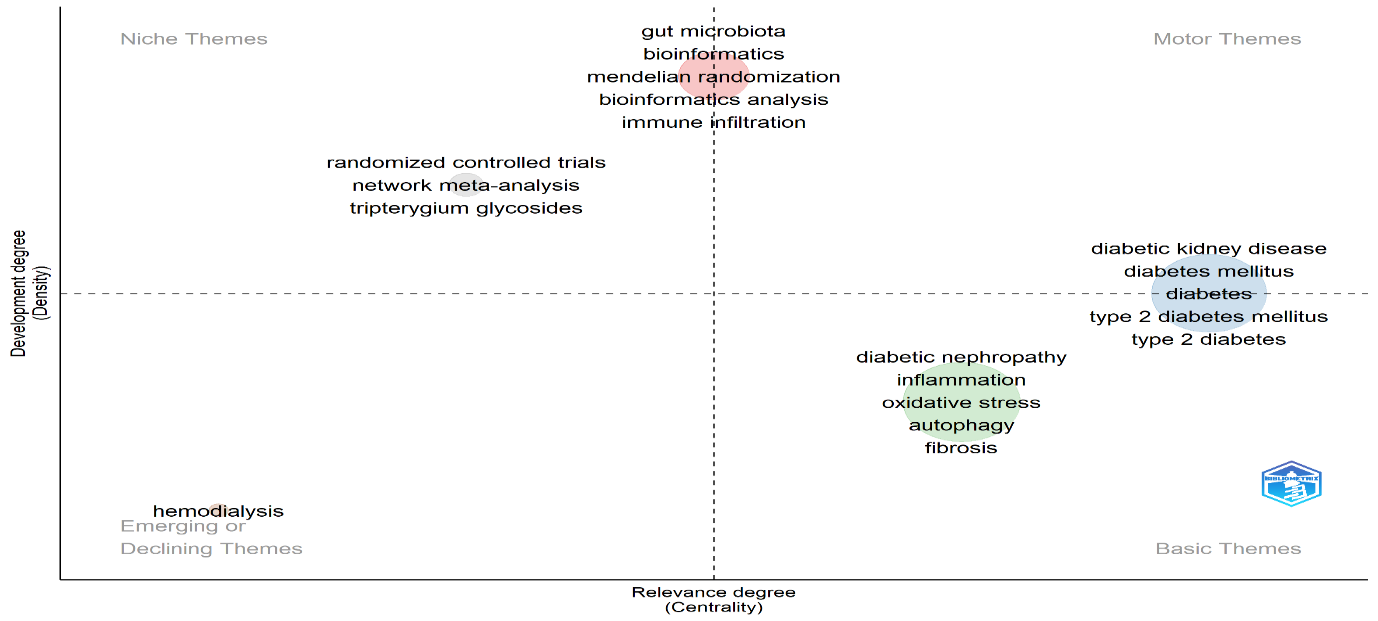 Niche Themes
Motor Themes
gut microbiota
bioinformatics
mendelian randomization
bioinformatics analysis
immune infiltration
randomized controlled trials
network meta-analysis
tripterygium glycosides
diabetic kidney disease
diabetes mellitus
diabetes
type 2 diabetes mellitus
type 2 diabetes
diabetic nephropathy
inflammation
oxidative stress
autophagy
fibrosis
BIBLIOMETRIX
hemodialysis
Emerging or
Declining Themes
Basic Themes
Development degree
(Density)
Relevance degree
(Centrality)